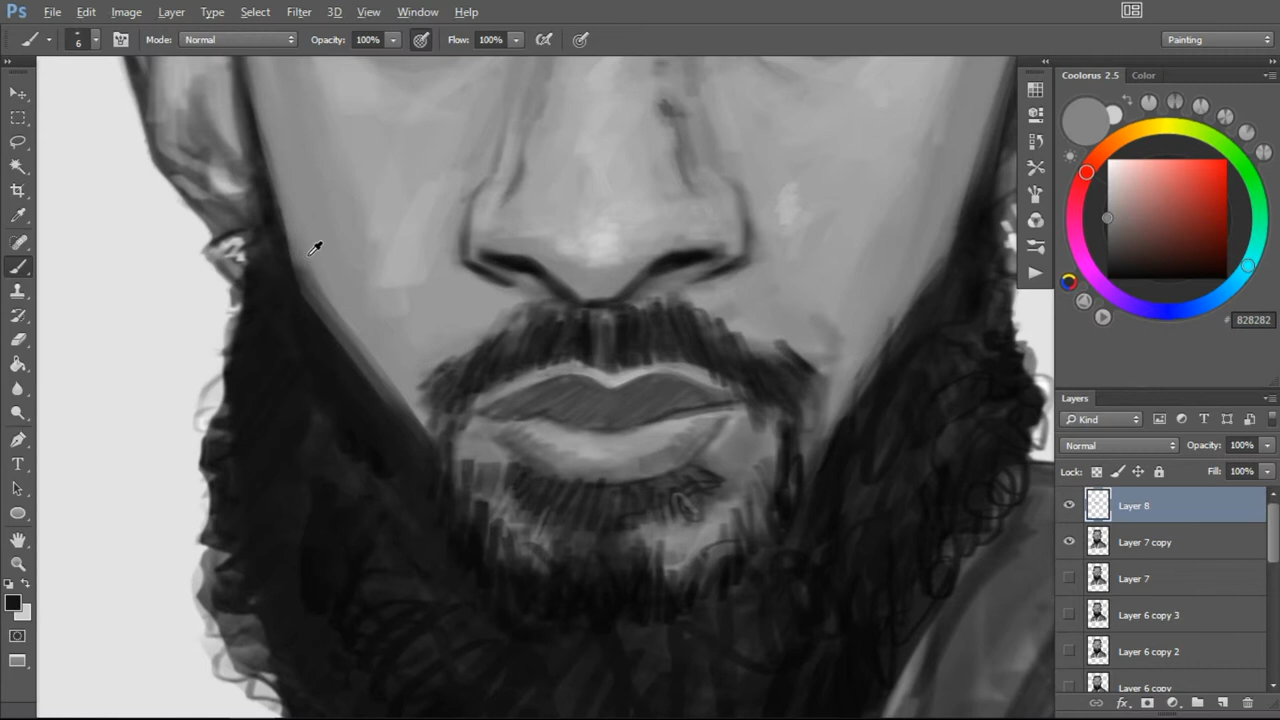 Ps File Edit Image Layer Type Select Filter 3D View Window Help
6 Mode: Normal Opacity: 100% Flow: 100% Painting
Coolorus 2.5 Color
# 828282
Layers
Kind
Normal Opacity: 100%
Lock: Fill: 100%
Layer 8
Layer 7 copy
Layer 7
Layer 6 copy 3
Layer 6 copy 2
Layer 6 copy